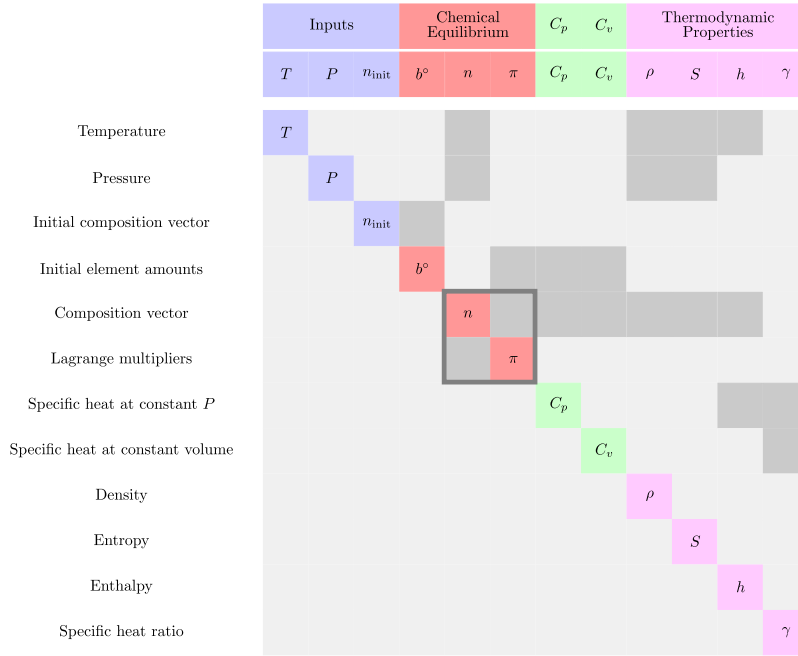 Inputs
Chemical
Equilibrium
Cp Cv
Thermodynamic
Properties
T P ninit b° n π Cp Cv ρ S h γ
Temperature T
Pressure P
Initial composition vector ninit
Initial element amounts b°
Composition vector n
Lagrange multipliers π
Specific heat at constant P Cp
Specific heat at constant volume Cv
Density ρ
Entropy S
Enthalpy h
Specific heat ratio γ